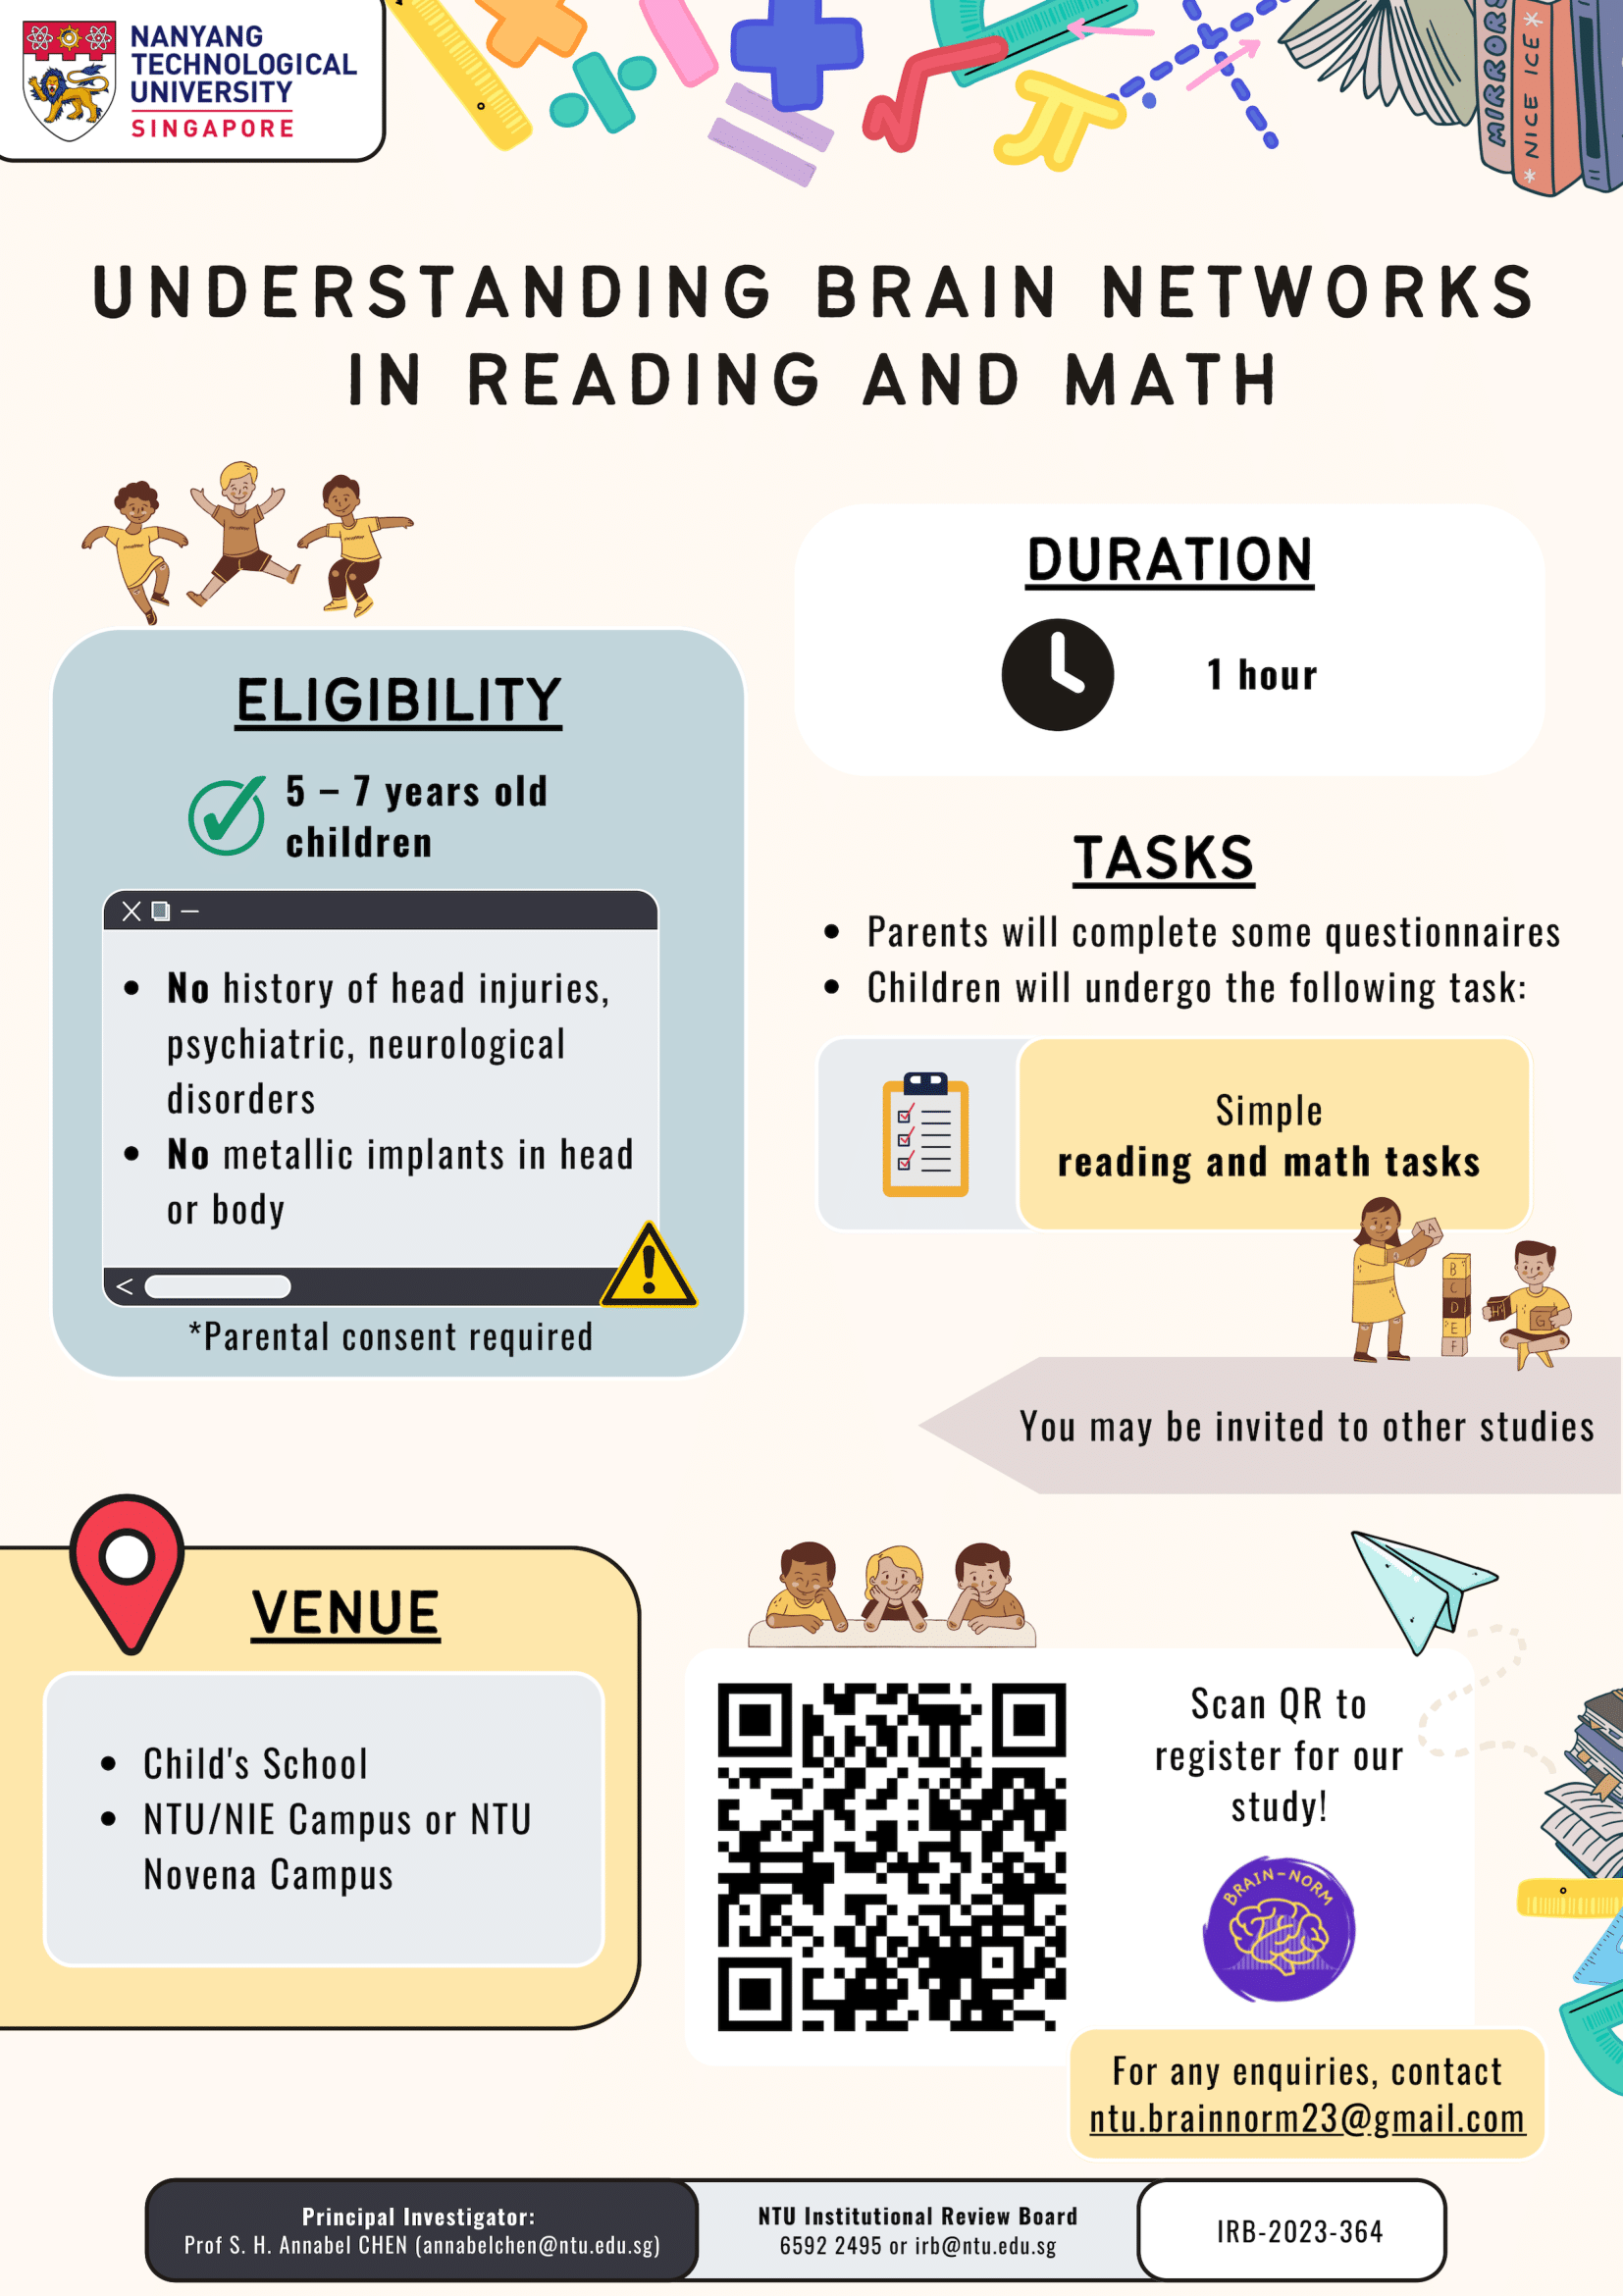 NANYANG
TECHNOLOGICAL
UNIVERSITY
SINGAPORE
MIRRORS
* NICE ICE *
UNDERSTANDING BRAIN NETWORKS
IN READING AND MATH
ELIGIBILITY
5 – 7 years old
children
• No history of head injuries,
psychiatric, neurological
disorders
• No metallic implants in head
or body
*Parental consent required
DURATION
1 hour
TASKS
• Parents will complete some questionnaires
• Children will undergo the following task:
Simple
reading and math tasks
A
B
C
D
E
F
H
G
You may be invited to other studies
VENUE
• Child's School
• NTU/NIE Campus or NTU
Novena Campus
Scan QR to
register for our
study!
BRAIN-NORM
For any enquiries, contact
ntu.brainnorm23@gmail.com
Principal Investigator:
Prof S. H. Annabel CHEN (annabelchen@ntu.edu.sg)
NTU Institutional Review Board
6592 2495 or irb@ntu.edu.sg
IRB-2023-364